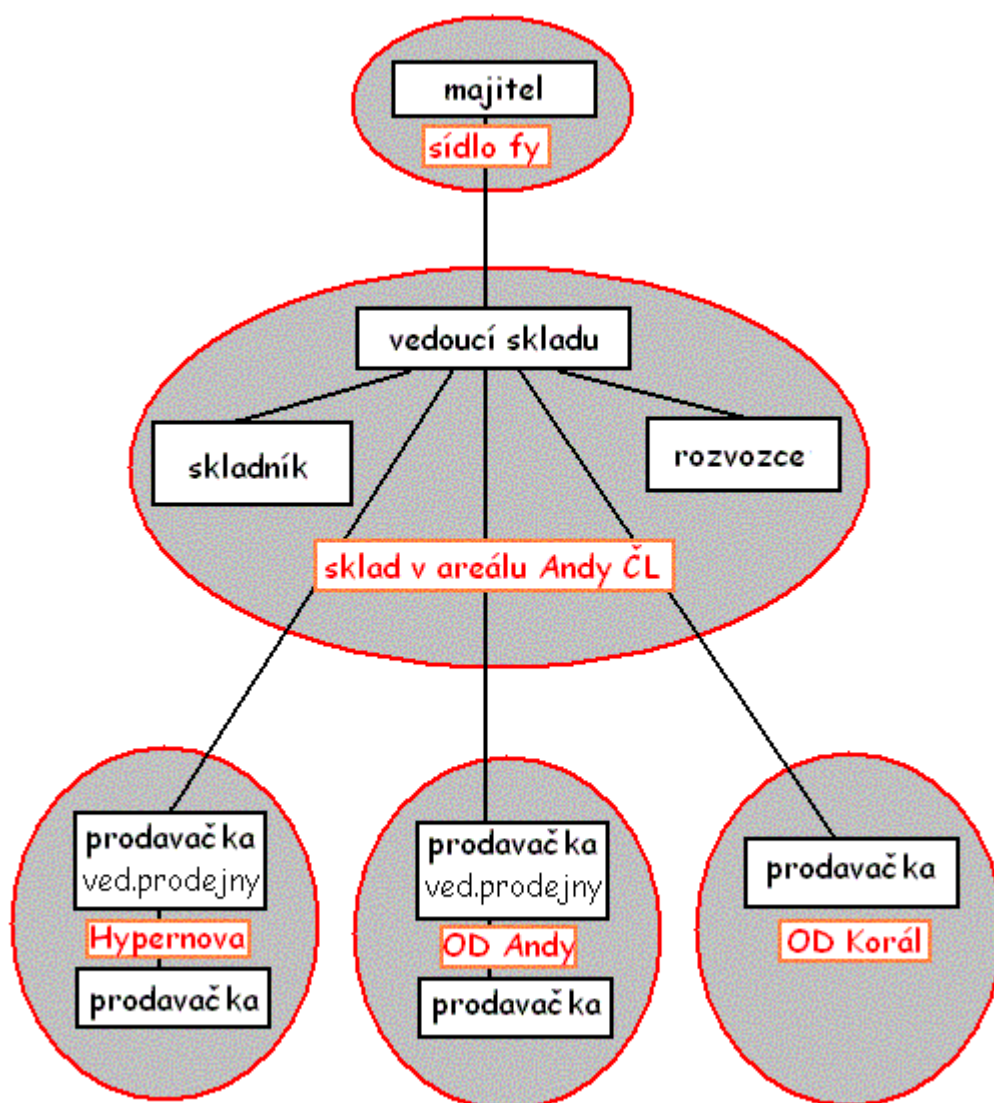 majitel
sídlo fy
vedoucí skladu
skladník
rozvozce
sklad v areálu Andy ČL
prodavačka
ved.prodejny
Hypernova
prodavačka
prodavačka
ved.prodejny
OD Andy
prodavačka
prodavačka
OD Korál